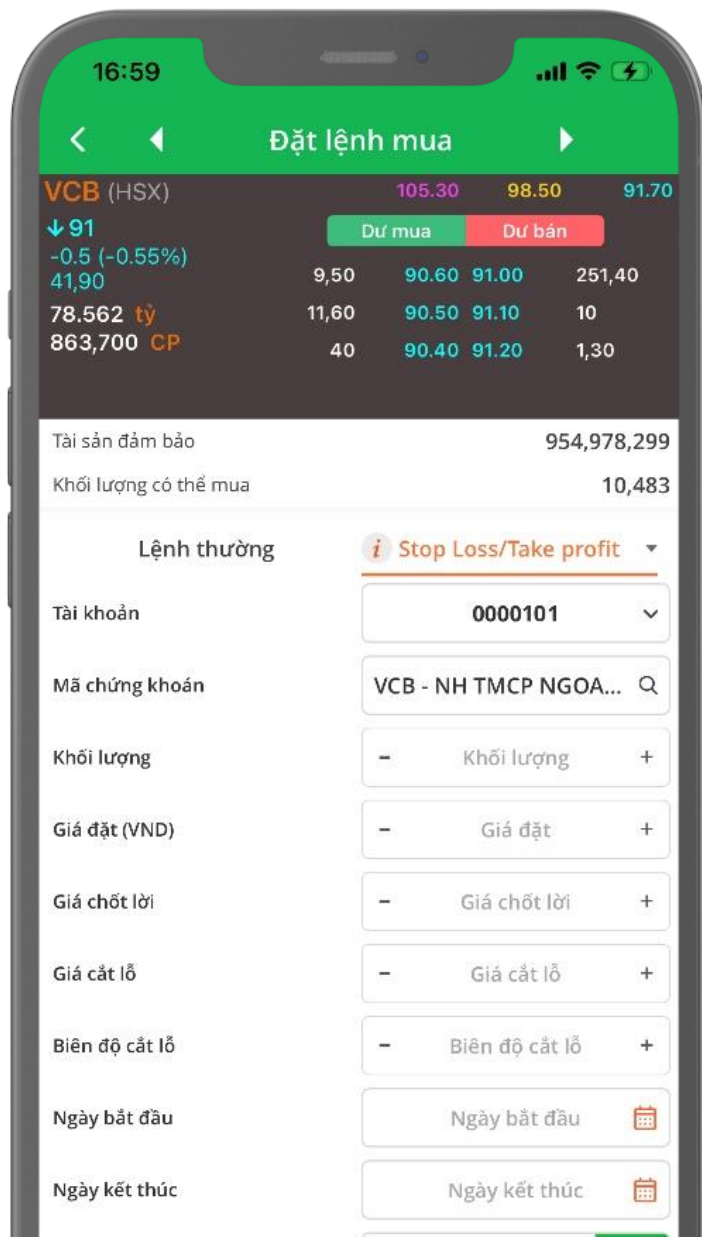 16:59
Đặt lệnh mua
VCB (HSX) 105.30 98.50 91.70
91
Dư mua Dư bán
-0.5 (-0.55%)
41,90
9,50 90.60 91.00 251,40
78.562 tỷ
11,60 90.50 91.10 10
863,700 CP
40 90.40 91.20 1,30
Tài sản đảm bảo 954,978,299
Khối lượng có thể mua 10,483
Lệnh thường i Stop Loss/Take profit
Tài khoản 0000101
Mã chứng khoán VCB - NH TMCP NGOA...
Khối lượng - Khối lượng +
Giá đặt (VND) - Giá đặt +
Giá chốt lời - Giá chốt lời +
Giá cắt lỗ - Giá cắt lỗ +
Biên độ cắt lỗ - Biên độ cắt lỗ +
Ngày bắt đầu Ngày bắt đầu
Ngày kết thúc Ngày kết thúc